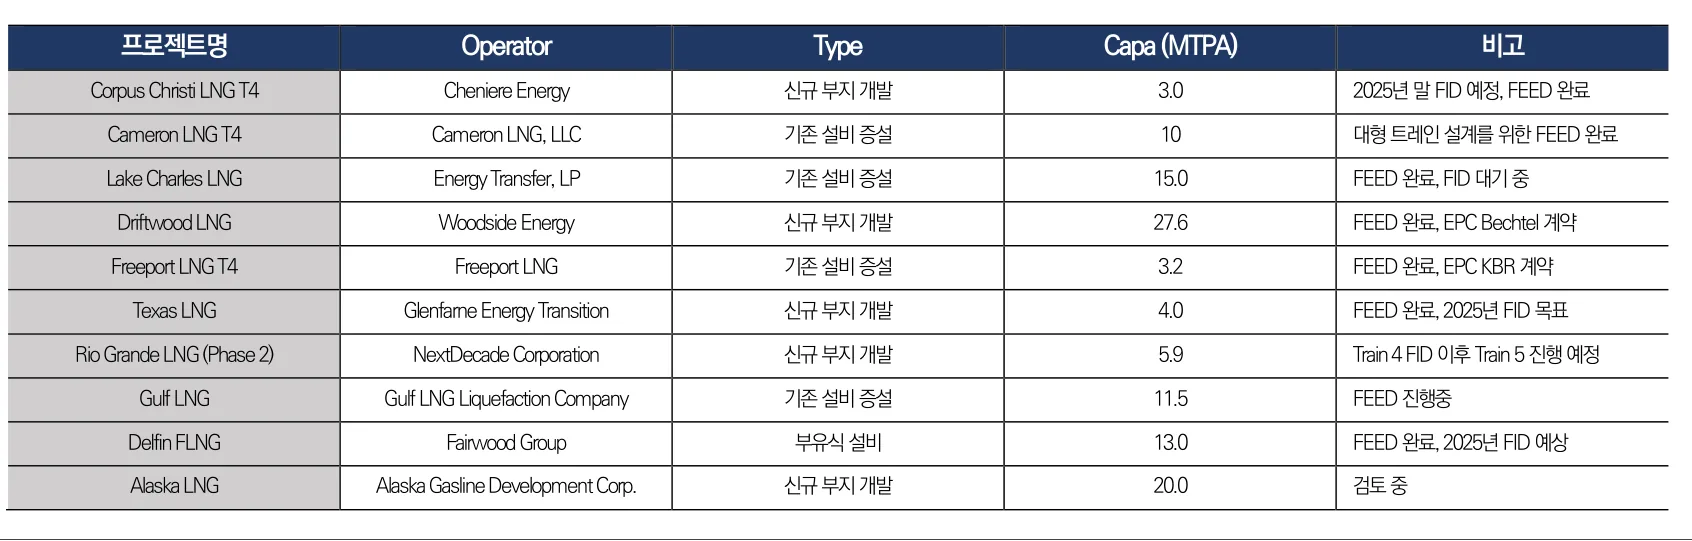 프로젝트명 Operator Type Capa (MTPA) 비고
Corpus Christi LNG T4 Cheniere Energy 신규 부지 개발 3.0 2025년 말 FID 예정, FEED 완료
Cameron LNG T4 Cameron LNG, LLC 기존 설비 증설 10 대형 트레인 설계를 위한 FEED 완료
Lake Charles LNG Energy Transfer, LP 기존 설비 증설 15.0 FEED 완료, FID 대기 중
Driftwood LNG Woodside Energy 신규 부지 개발 27.6 FEED 완료, EPC Bechtel 계약
Freeport LNG T4 Freeport LNG 기존 설비 증설 3.2 FEED 완료, EPC KBR 계약
Texas LNG Glenfarne Energy Transition 신규 부지 개발 4.0 FEED 완료, 2025년 FID 목표
Rio Grande LNG (Phase 2) NextDecade Corporation 신규 부지 개발 5.9 Train 4 FID 이후 Train 5 진행 예정
Gulf LNG Gulf LNG Liquefaction Company 기존 설비 증설 11.5 FEED 진행중
Delfin FLNG Fairwood Group 부유식 설비 13.0 FEED 완료, 2025년 FID 예상
Alaska LNG Alaska Gasline Development Corp. 신규 부지 개발 20.0 검토 중